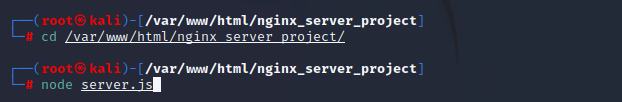 ┌──(root㉿kali)-[/var/www/html/nginx_server_project]
└─# cd /var/www/html/nginx_server_project/
┌──(root㉿kali)-[/var/www/html/nginx_server_project]
└─# node server.js